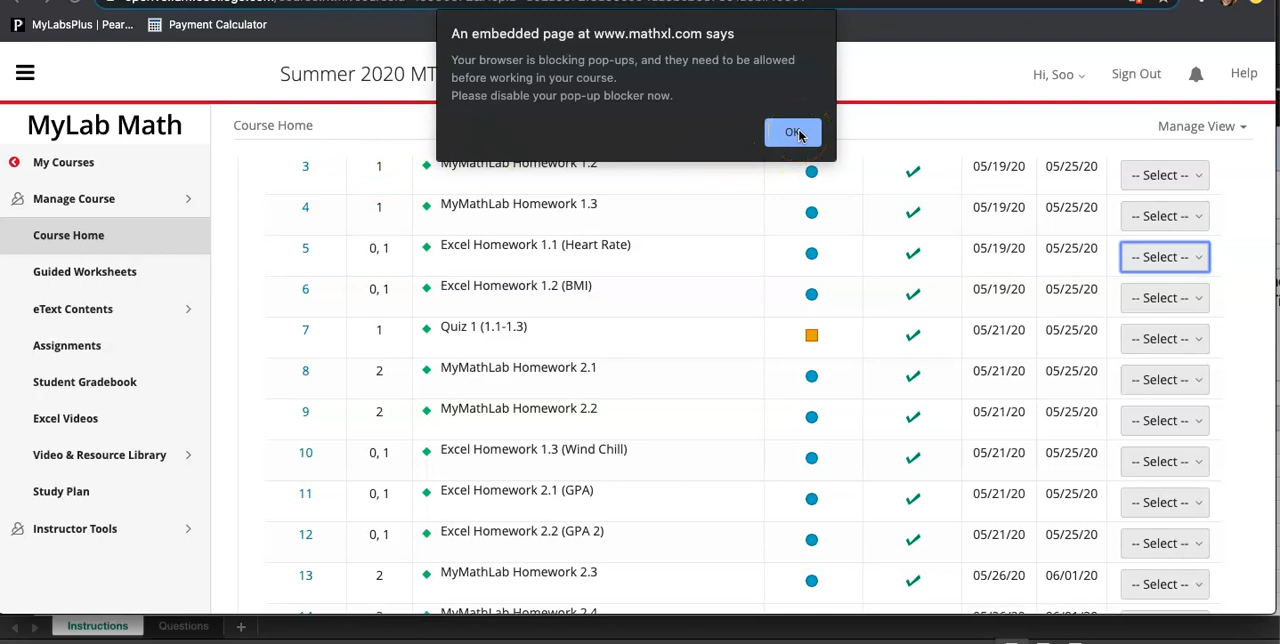 MyLabsPlus | Pear...
Payment Calculator
An embedded page at www.mathxl.com says
Your browser is blocking pop-ups, and they need to be allowed
before working in your course.
Please disable your pop-up blocker now.
OK
Summer 2020 MT
Hi, Soo
Sign Out
Help
MyLab Math
Course Home
Manage View
My Courses
Manage Course
Course Home
Guided Worksheets
eText Contents
Assignments
Student Gradebook
Excel Videos
Video & Resource Library
Study Plan
Instructor Tools
3 1 MyMathLab Homework 1.2 05/19/20 05/25/20 -- Select --
4 1 MyMathLab Homework 1.3 05/19/20 05/25/20 -- Select --
5 0, 1 Excel Homework 1.1 (Heart Rate) 05/19/20 05/25/20 -- Select --
6 0, 1 Excel Homework 1.2 (BMI) 05/19/20 05/25/20 -- Select --
7 1 Quiz 1 (1.1-1.3) 05/21/20 05/25/20 -- Select --
8 2 MyMathLab Homework 2.1 05/21/20 05/25/20 -- Select --
9 2 MyMathLab Homework 2.2 05/21/20 05/25/20 -- Select --
10 0, 1 Excel Homework 1.3 (Wind Chill) 05/21/20 05/25/20 -- Select --
11 0, 1 Excel Homework 2.1 (GPA) 05/21/20 05/25/20 -- Select --
12 0, 1 Excel Homework 2.2 (GPA 2) 05/21/20 05/25/20 -- Select --
13 2 MyMathLab Homework 2.3 05/26/20 06/01/20 -- Select --
MyMathLab Homework 2.4
Instructions
Questions